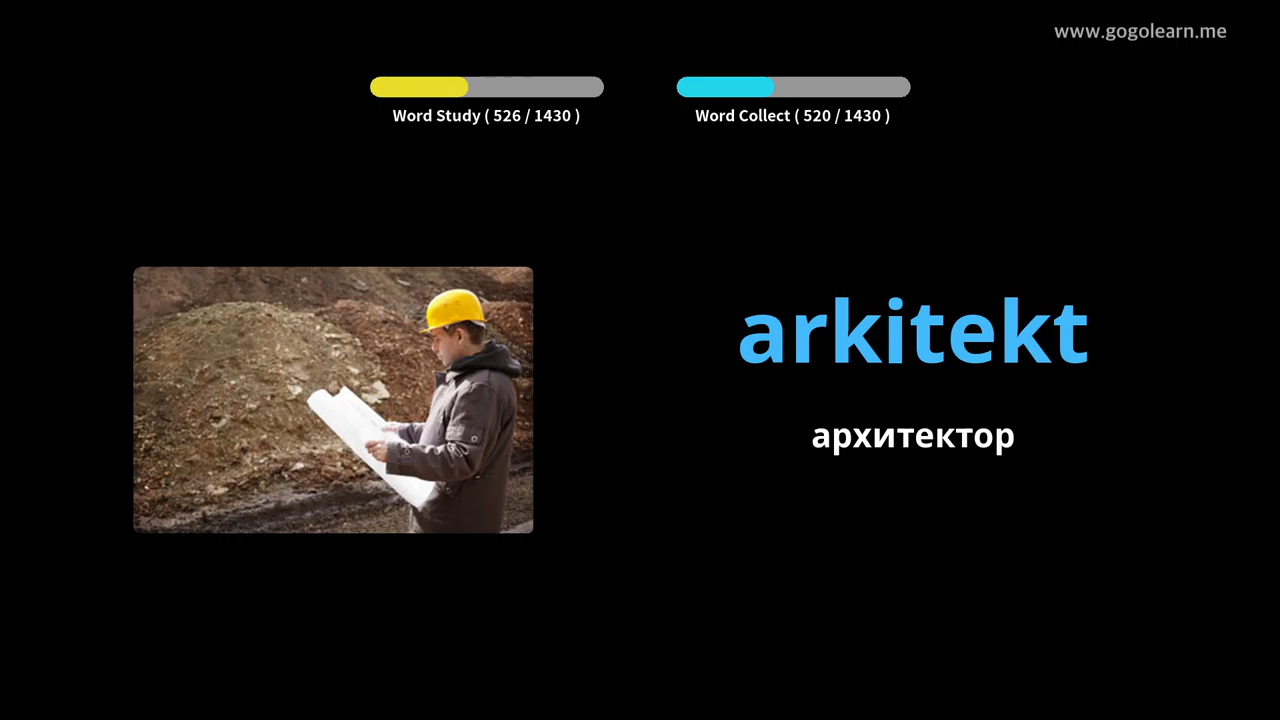 www.gogolearn.me
Word Study ( 526 / 1430 )
Word Collect ( 520 / 1430 )
arkitekt
архитектор